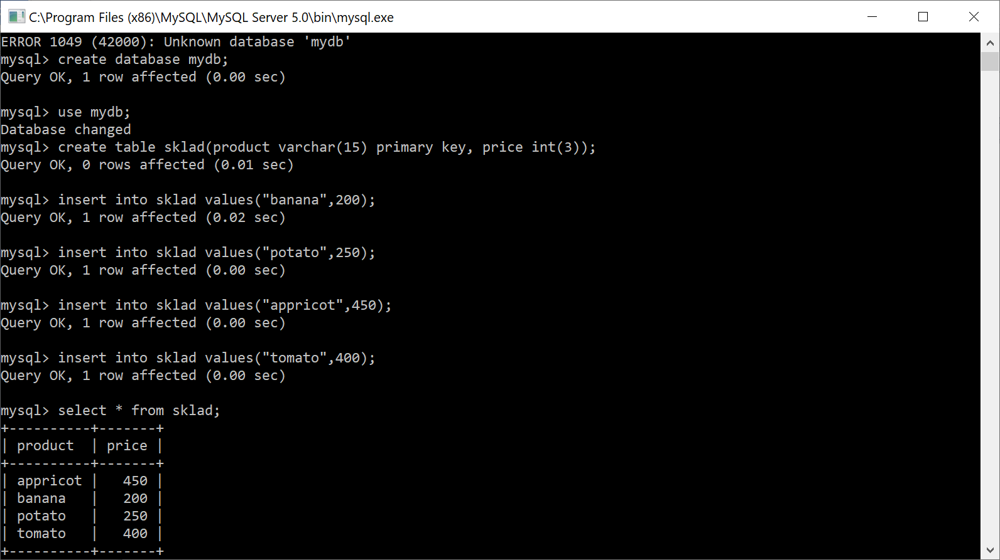 C:\Program Files (x86)\MySQL\MySQL Server 5.0\bin\mysql.exe
ERROR 1049 (42000): Unknown database 'mydb'
mysql> create database mydb;
Query OK, 1 row affected (0.00 sec)
mysql> use mydb;
Database changed
mysql> create table sklad(product varchar(15) primary key, price int(3));
Query OK, 0 rows affected (0.01 sec)
mysql> insert into sklad values("banana",200);
Query OK, 1 row affected (0.02 sec)
mysql> insert into sklad values("potato",250);
Query OK, 1 row affected (0.00 sec)
mysql> insert into sklad values("appricot",450);
Query OK, 1 row affected (0.00 sec)
mysql> insert into sklad values("tomato",400);
Query OK, 1 row affected (0.00 sec)
mysql> select * from sklad;
+----------+-------+
| product  | price |
+----------+-------+
| appricot |   450 |
| banana   |   200 |
| potato   |   250 |
| tomato   |   400 |
+----------+-------+